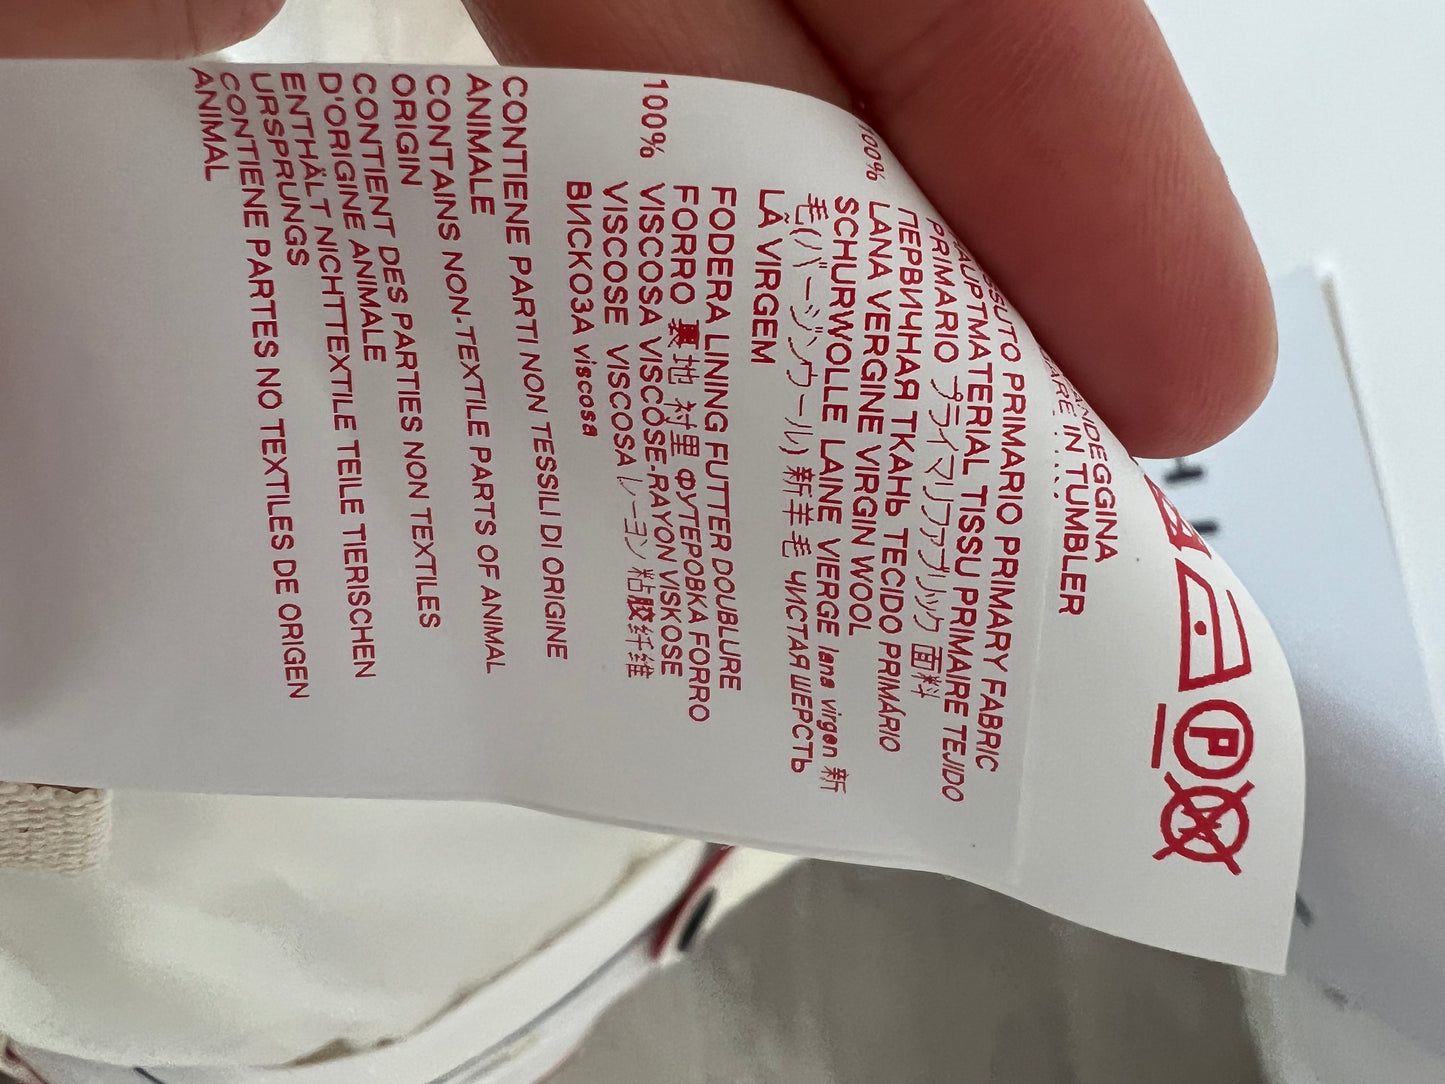 P
IN TUMBLER
PRIMARIO PRIMARY FABRIC
HAUPTMATERIAL TISSU PRIMAIRE TEJIDO
PRIMARIO プライマリファブリック 面料
ПЕРВИЧНАЯ ТКАНЬ TECIDO PRIMÁRIO
100% LANA VERGINE VIRGIN WOOL
SCHURWOLLE LAINE VIERGE lana virgen 新
毛(バージンウール) 新羊毛 ЧИСТАЯ ШЕРСТЬ
LÃ VIRGEM
FODERA LINING FUTTER DOUBLURE
FORRO 裏地 衬里 ФУТЕРОВКА FORRO
100% VISCOSA VISCOSE-RAYON VISKOSE
VISCOSE VISCOSA レーヨン 粘胶纤维
ВИСКОЗА viscosa
CONTIENE PARTI NON TESSILI DI ORIGINE
ANIMALE
CONTAINS NON-TEXTILE PARTS OF ANIMAL
ORIGIN
CONTIENT DES PARTIES NON TEXTILES
D'ORIGINE ANIMALE
ENTHÄLT NICHTTEXTILE TEILE TIERISCHEN
URSPRUNGS
CONTIENE PARTES NO TEXTILES DE ORIGEN
ANIMAL